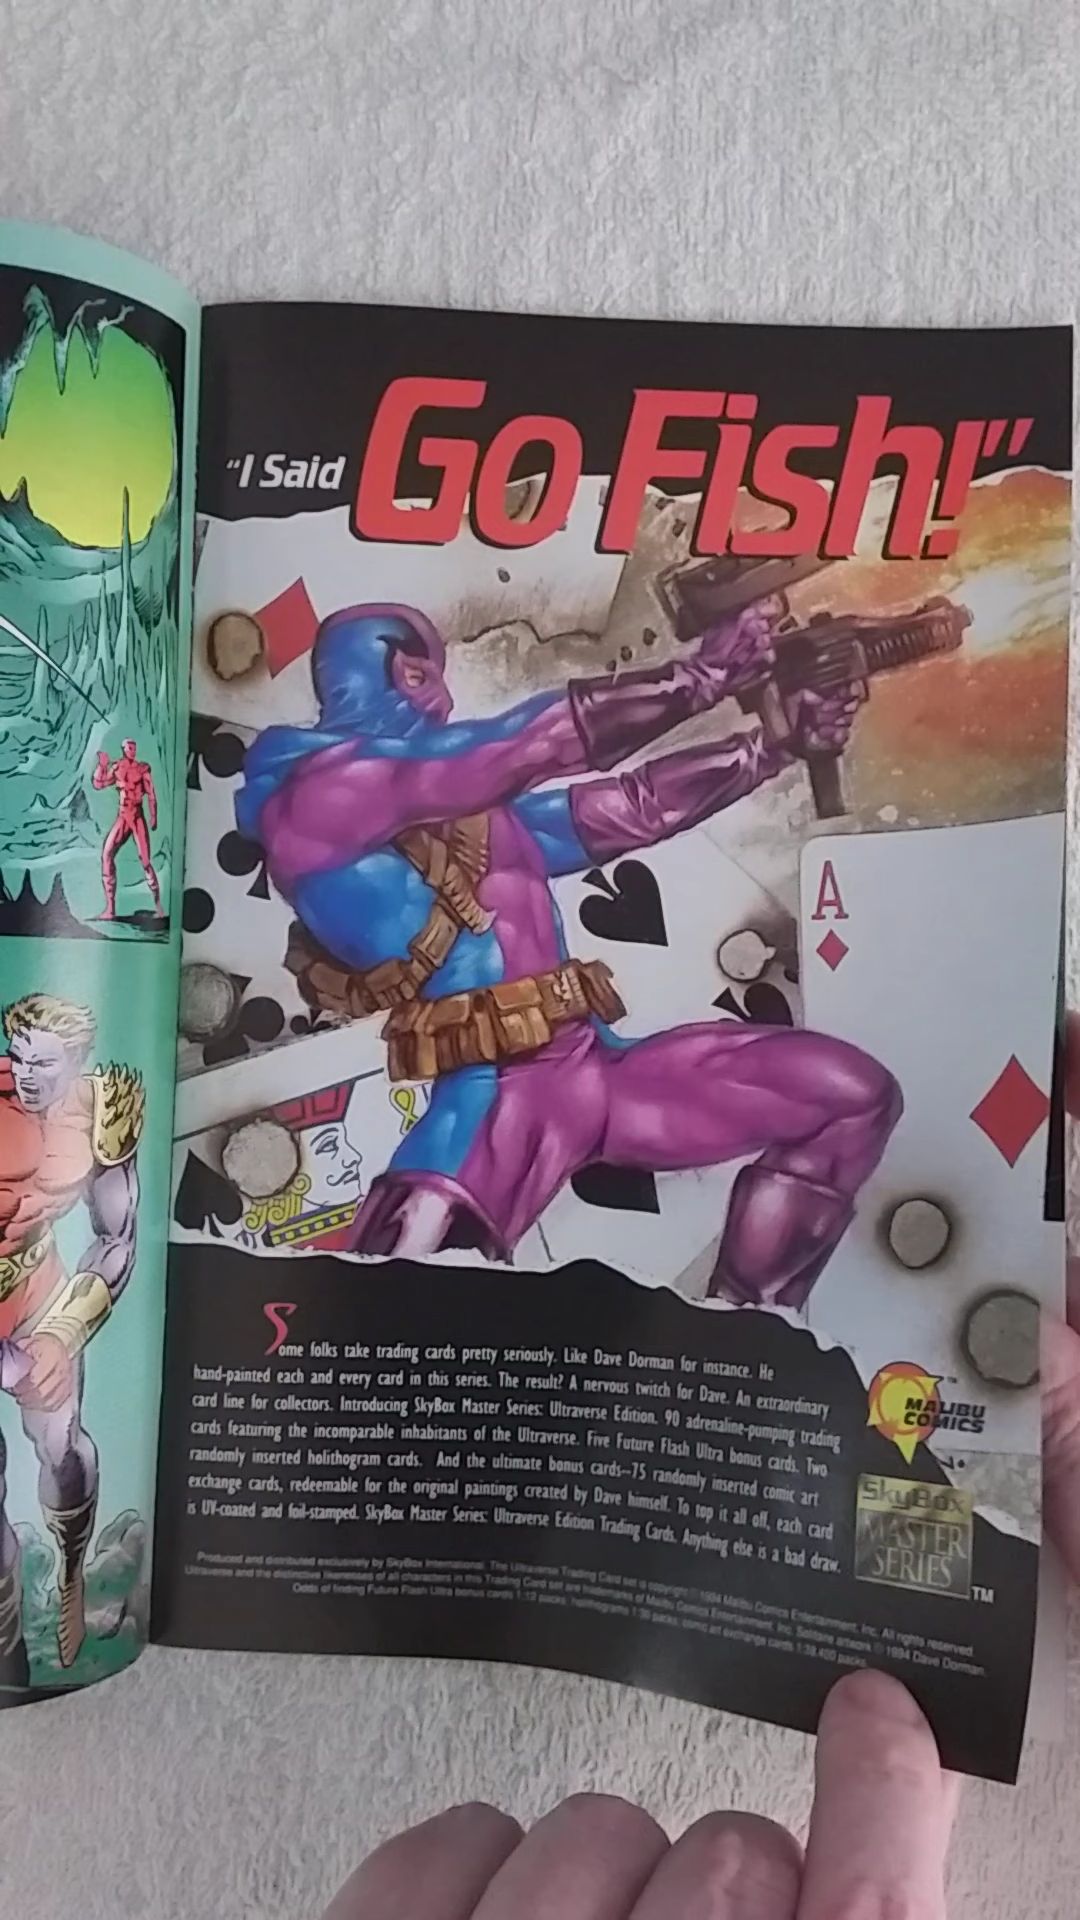 "I Said Go Fish!"
A
Some folks take trading cards pretty seriously. Like Dave Dorman for instance. He
hand-painted each and every card in this series. The result? A nervous twitch for Dave. An extraordinary
card line for collectors. Introducing SkyBox Master Series: Ultraverse Edition. 90 adrenaline-pumping trading
cards featuring the incomparable inhabitants of the Ultraverse. Five Future Flash Ultra bonus cards. Two
randomly inserted holithogram cards. And the ultimate bonus cards–75 randomly inserted comic art
exchange cards, redeemable for the original paintings created by Dave himself. To top it all off, each card
is UV-coated and foil-stamped. SkyBox Master Series: Ultraverse Edition Trading Cards. Anything else is a bad draw.
MALIBU
COMICS
™
SkyBox
MASTER
SERIES
TM
Produced and distributed exclusively by SkyBox International. The Ultraverse Trading Card set is copyright © 1994 Malibu Comics Entertainment, Inc. All rights reserved.
Ultraverse and the distinctive likenesses of all characters in this Trading Card set are trademarks of Malibu Comics Entertainment, Inc. Solitaire artwork © 1994 Dave Dorman.
Odds of finding Future Flash Ultra bonus cards 1:12 packs; holithograms 1:36 packs; comic art exchange cards 1:38,400 packs.